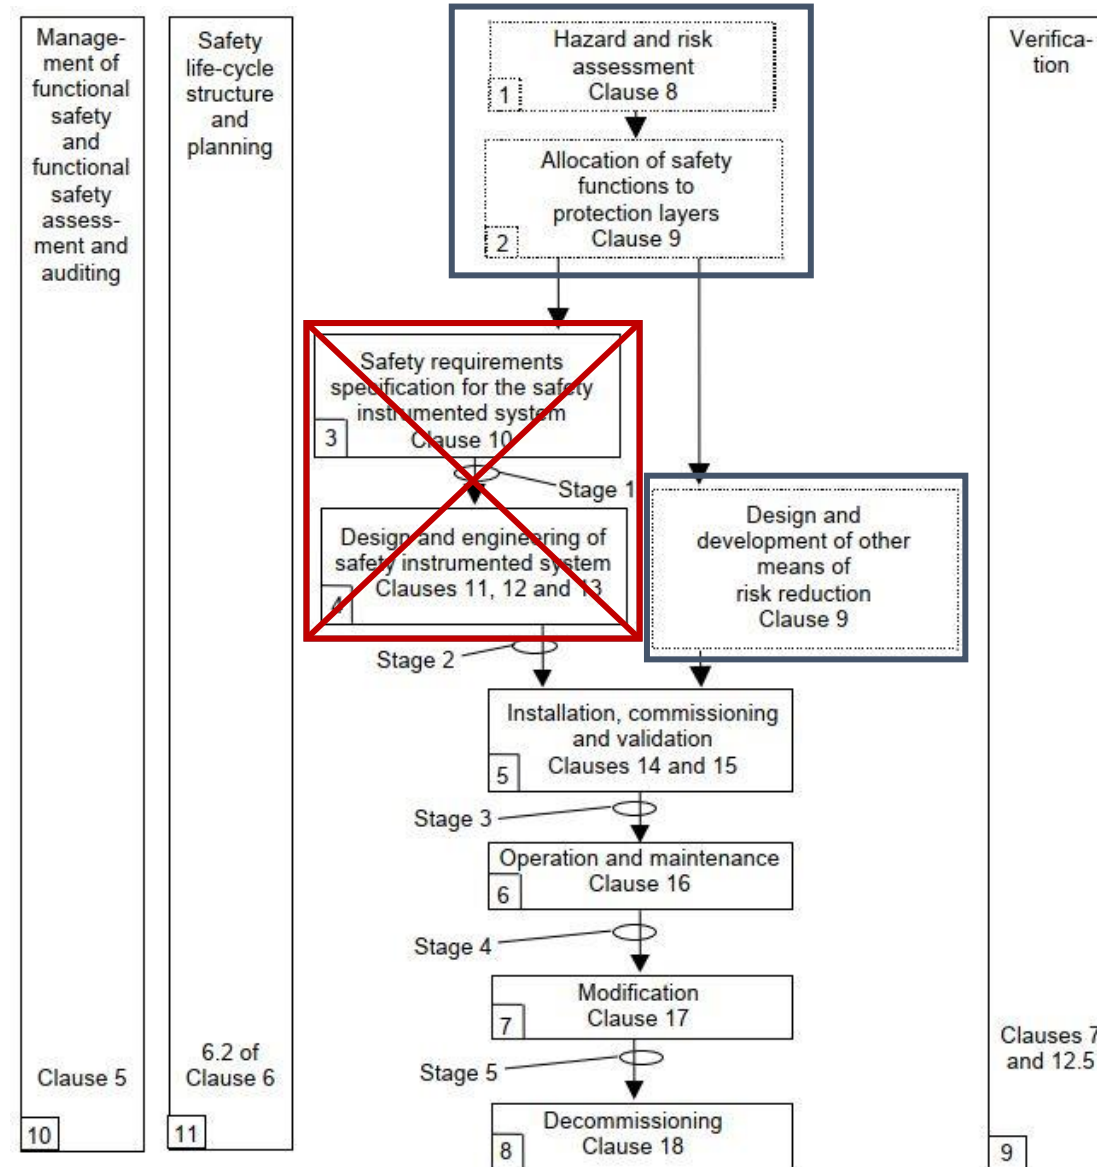 Manage-
ment of
functional
safety
and
functional
safety
assess-
ment and
auditing
Clause 5
10
Safety
life-cycle
structure
and
planning
6.2 of
Clause 6
11
Hazard and risk
assessment
Clause 8
1
Allocation of safety
functions to
protection layers
Clause 9
2
Safety requirements
specification for the safety
instrumented system
Clause 10
3
Stage 1
Design and engineering of
safety instrumented system
Clauses 11, 12 and 13
4
Design and
development of other
means of
risk reduction
Clause 9
Stage 2
Installation, commissioning
and validation
Clauses 14 and 15
5
Stage 3
Operation and maintenance
Clause 16
6
Stage 4
Modification
Clause 17
7
Stage 5
Decommissioning
Clause 18
8
Verifica-
tion
Clauses 7
and 12.5
9